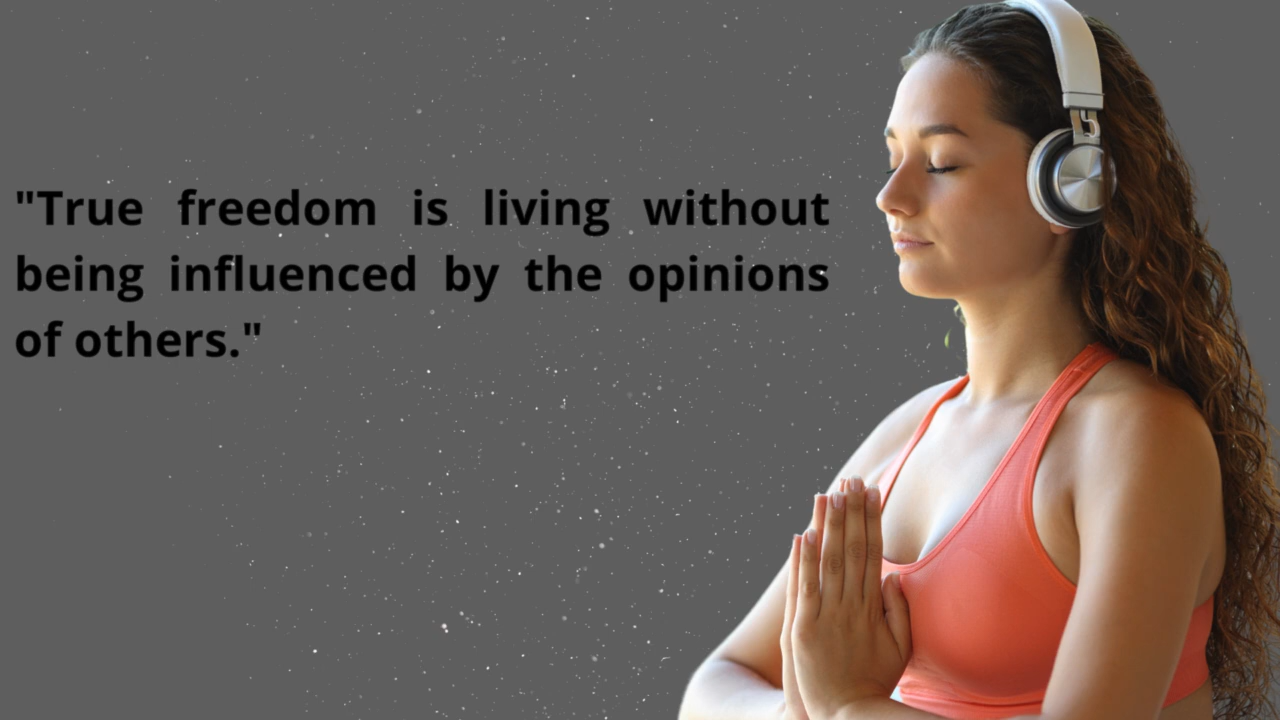 "True freedom is living without
being influenced by the opinions
of others."